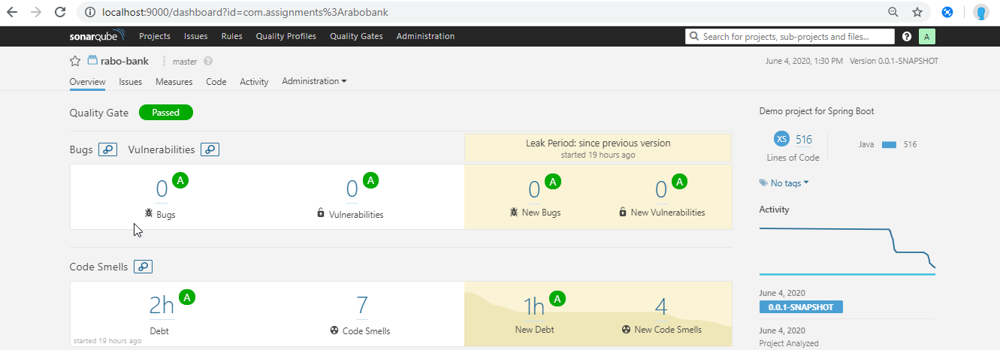 localhost:9000/dashboard?id=com.assignments%3Arabobank
sonarqube Projects Issues Rules Quality Profiles Quality Gates Administration Search for projects, sub-projects and files... ? A
rabo-bank master ? June 4, 2020, 1:30 PM Version 0.0.1-SNAPSHOT
Overview Issues Measures Code Activity Administration
Quality Gate Passed
Demo project for Spring Boot
Bugs Vulnerabilities
Leak Period: since previous version
started 19 hours ago
XS 516 Java 516
Lines of Code
0 A 0 A 0 A 0 A
Bugs Vulnerabilities New Bugs New Vulnerabilities
No tags
Activity
Code Smells
2h A 7 1h A 4
Debt Code Smells New Debt New Code Smells
started 19 hours ago
June 4, 2020
0.0.1-SNAPSHOT
June 4, 2020
Project Analyzed